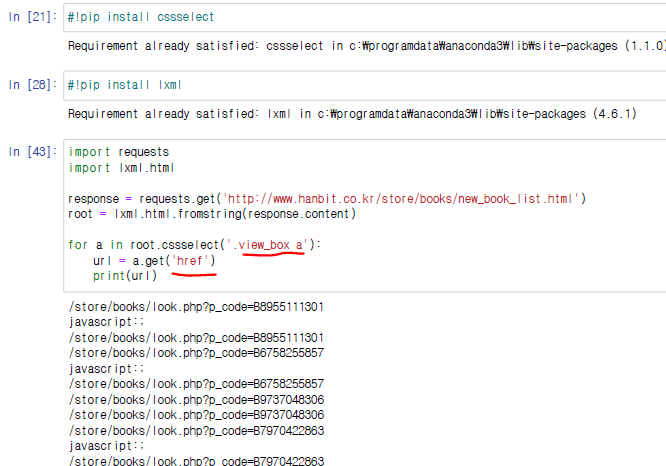 In [21]: #!pip install cssselect
Requirement already satisfied: cssselect in c:₩programdata₩anaconda3₩lib₩site-packages (1.1.0)
In [28]: #!pip install lxml
Requirement already satisfied: lxml in c:₩programdata₩anaconda3₩lib₩site-packages (4.6.1)
In [43]: import requests
import lxml.html
response = requests.get('http://www.hanbit.co.kr/store/books/new_book_list.html')
root = lxml.html.fromstring(response.content)
for a in root.cssselect('.view_box a'):
url = a.get('href')
print(url)
/store/books/look.php?p_code=B8955111301
javascript:;
/store/books/look.php?p_code=B8955111301
/store/books/look.php?p_code=B6758255857
javascript:;
/store/books/look.php?p_code=B6758255857
/store/books/look.php?p_code=B9737048306
/store/books/look.php?p_code=B9737048306
/store/books/look.php?p_code=B7970422863
javascript:;
/store/books/look.php?p_code=B7970422863